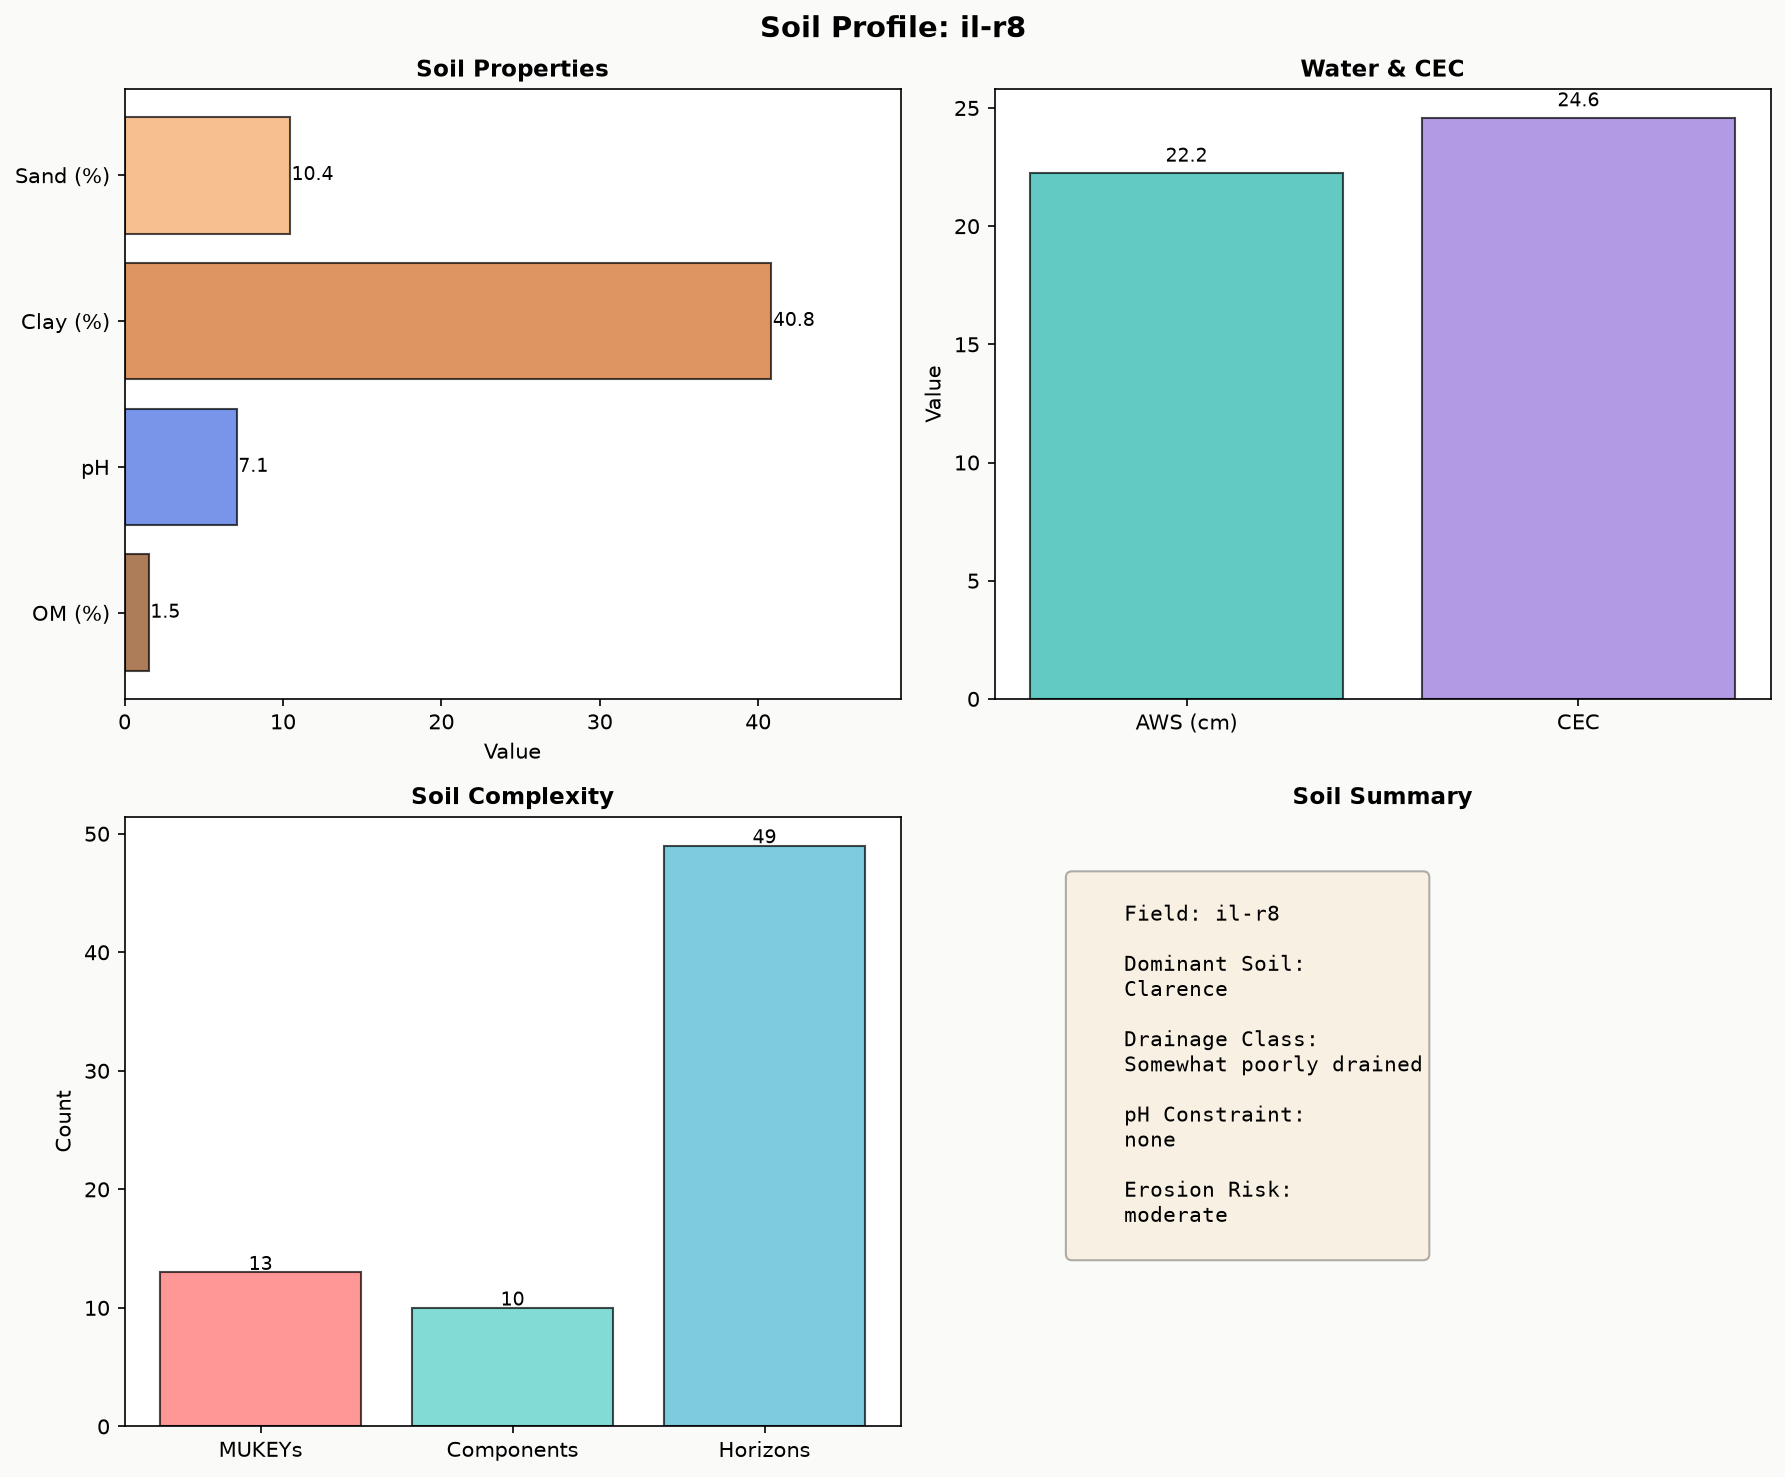 Soil Profile: il-r8
Soil Properties
Sand (%)
10.4
Clay (%)
40.8
pH
7.1
OM (%)
1.5
0 10 20 30 40
Value
Water & CEC
Value
25
20
15
10
5
0
22.2
24.6
AWS (cm) CEC
Soil Complexity
Count
50
40
30
20
10
0
13
10
49
MUKEYs Components Horizons
Soil Summary
Field: il-r8
Dominant Soil:
Clarence
Drainage Class:
Somewhat poorly drained
pH Constraint:
none
Erosion Risk:
moderate